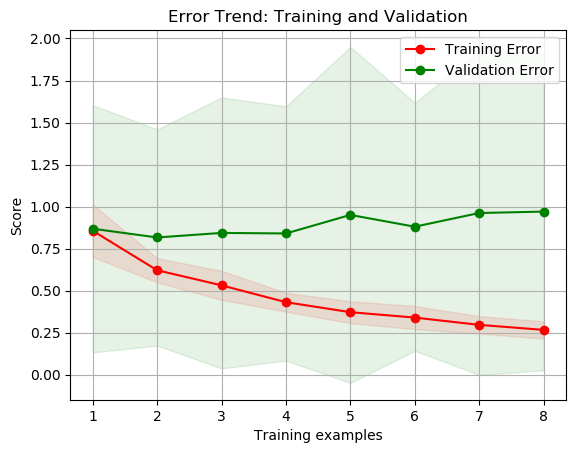 Error Trend: Training and Validation
Training Error
Validation Error
2.00
1.75
1.50
1.25
1.00
0.75
0.50
0.25
0.00
Score
1 2 3 4 5 6 7 8
Training examples